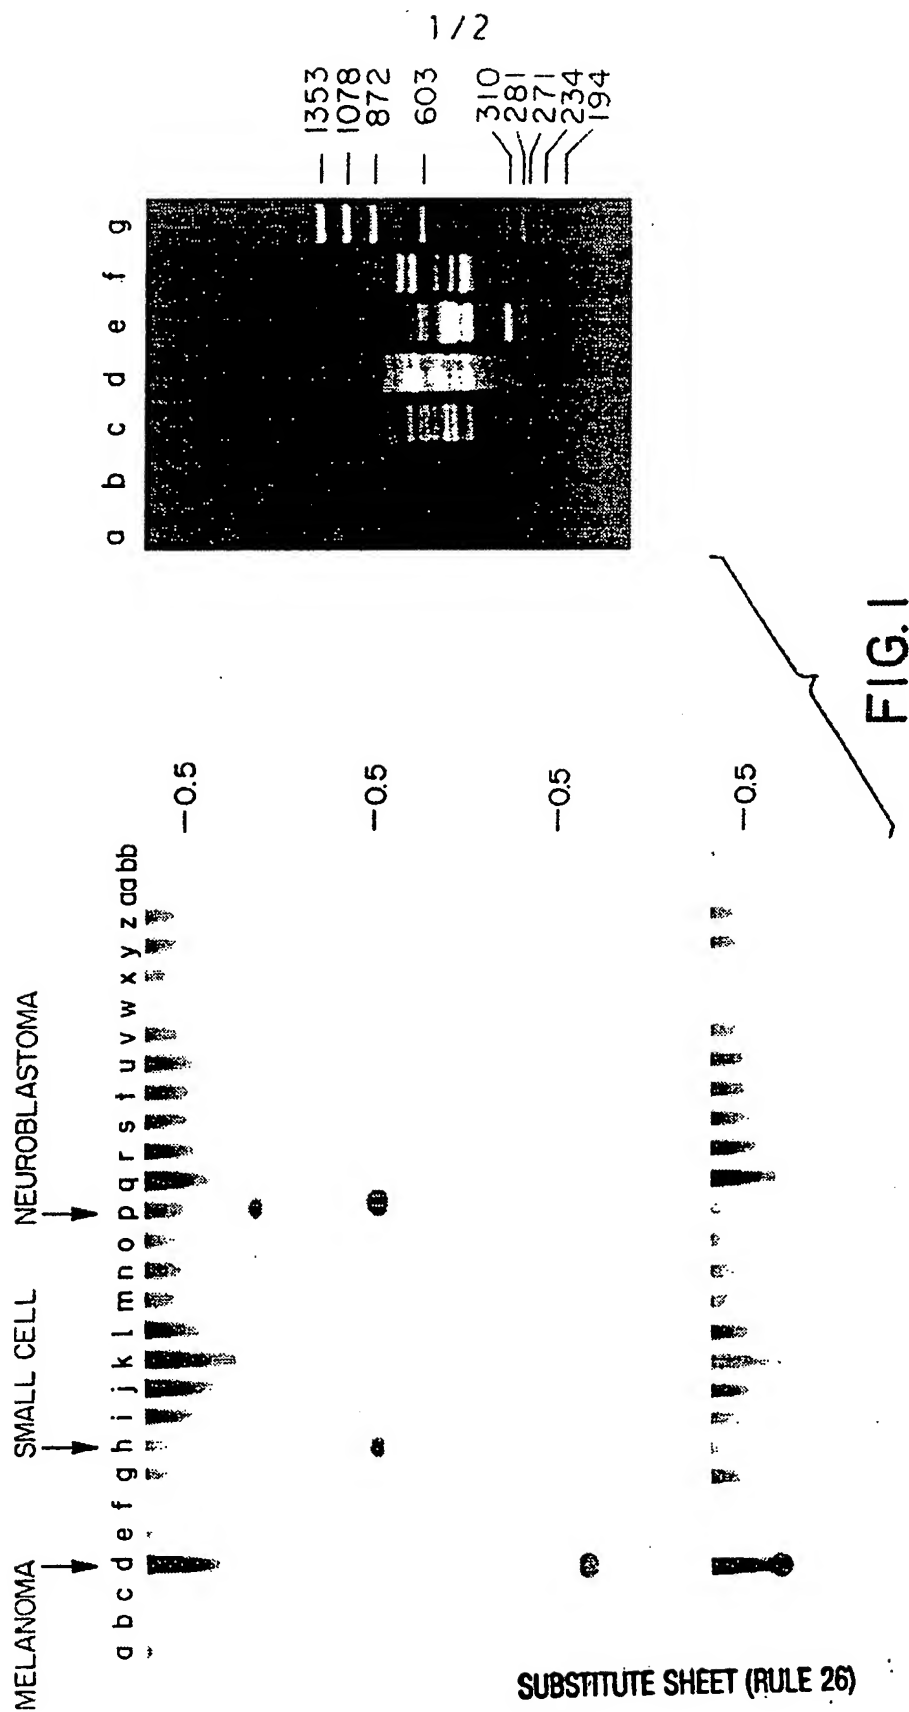 1/2
MELANOMA
SMALL CELL
NEUROBLASTOMA
a b c d e f g h i j k l m n o p q r s t u v w x y z aa bb
-0.5
-0.5
-0.5
-0.5
a b c d e f g
1353
1078
872
603
310
281
271
234
194
FIG. 1
SUBSTITUTE SHEET (RULE 26)